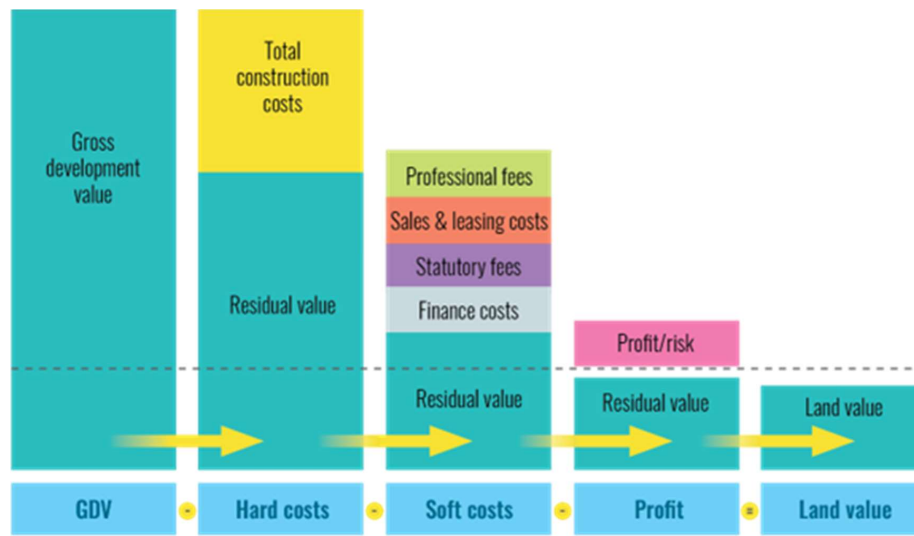 Gross
development
value
Total
construction
costs
Residual value
Professional fees
Sales & leasing costs
Statutory fees
Finance costs
Residual value
Profit/risk
Residual value
Land value
GDV - Hard costs - Soft costs - Profit = Land value